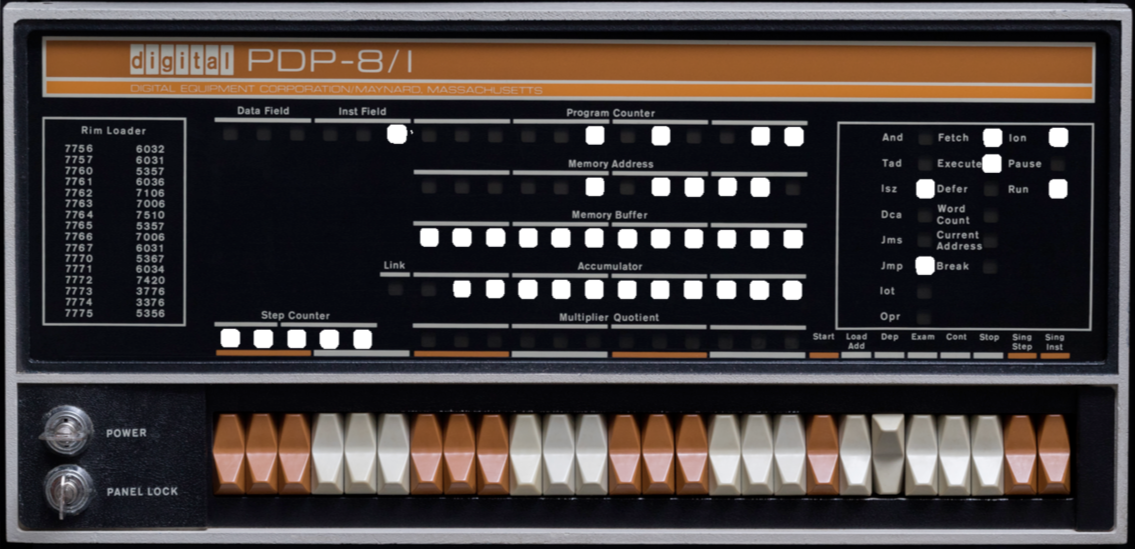 digital PDP-8/I
DIGITAL EQUIPMENT CORPORATION/MAYNARD, MASSACHUSETTS
Data Field Inst Field Program Counter
Rim Loader
7756 6032
7757 6031
7760 5357
7761 6036
7762 7106
7763 7006
7764 7510
7765 5357
7766 7006
7767 6031
7770 5367
7771 6034
7772 7420
7773 3776
7774 3376
7775 5356
Memory Address
Memory Buffer
Link Accumulator
Step Counter Multiplier Quotient
And Fetch Ion
Tad Execute Pause
Isz Defer Run
Dca Word Count
Jms Current Address
Jmp Break
Iot
Opr
Start Load Add Dep Exam Cont Stop Sing Step Sing Inst
POWER
PANEL LOCK